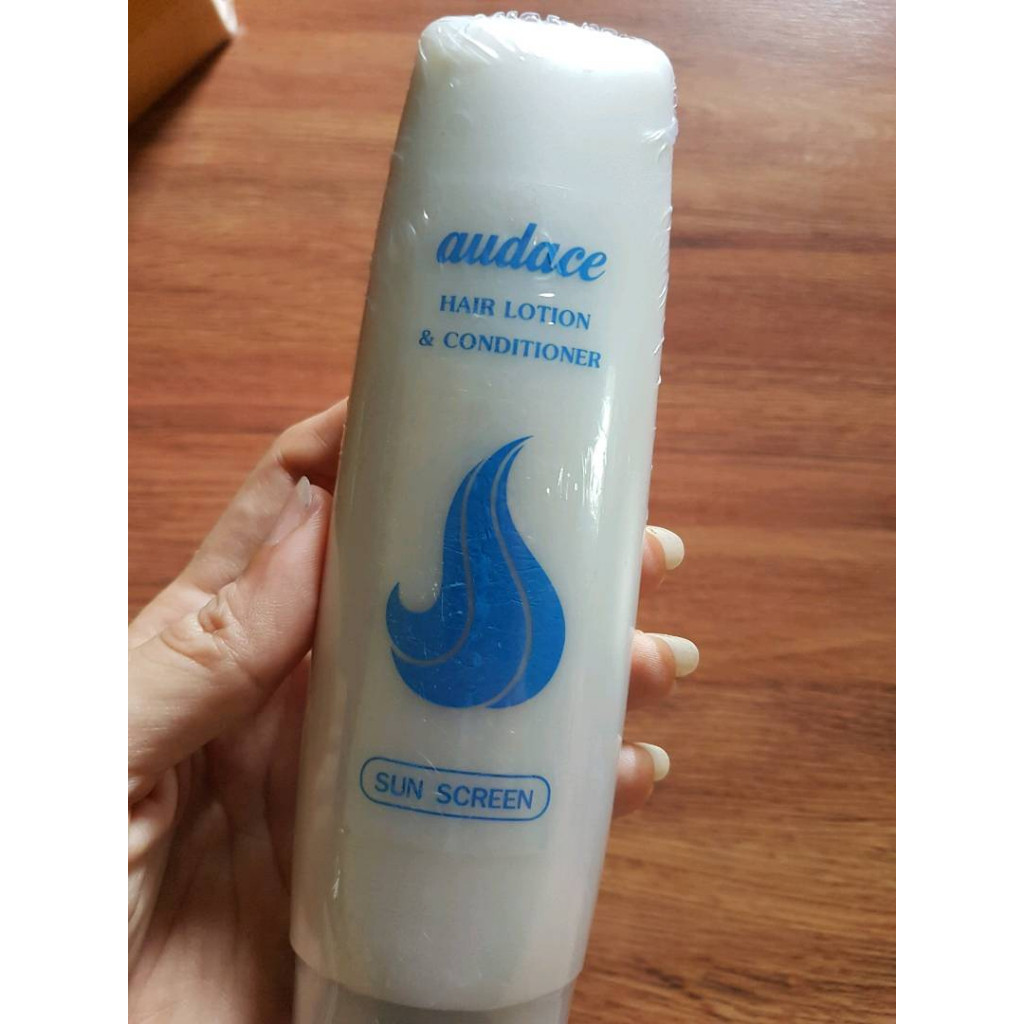 audace
HAIR LOTION
& CONDITIONER
SUN SCREEN